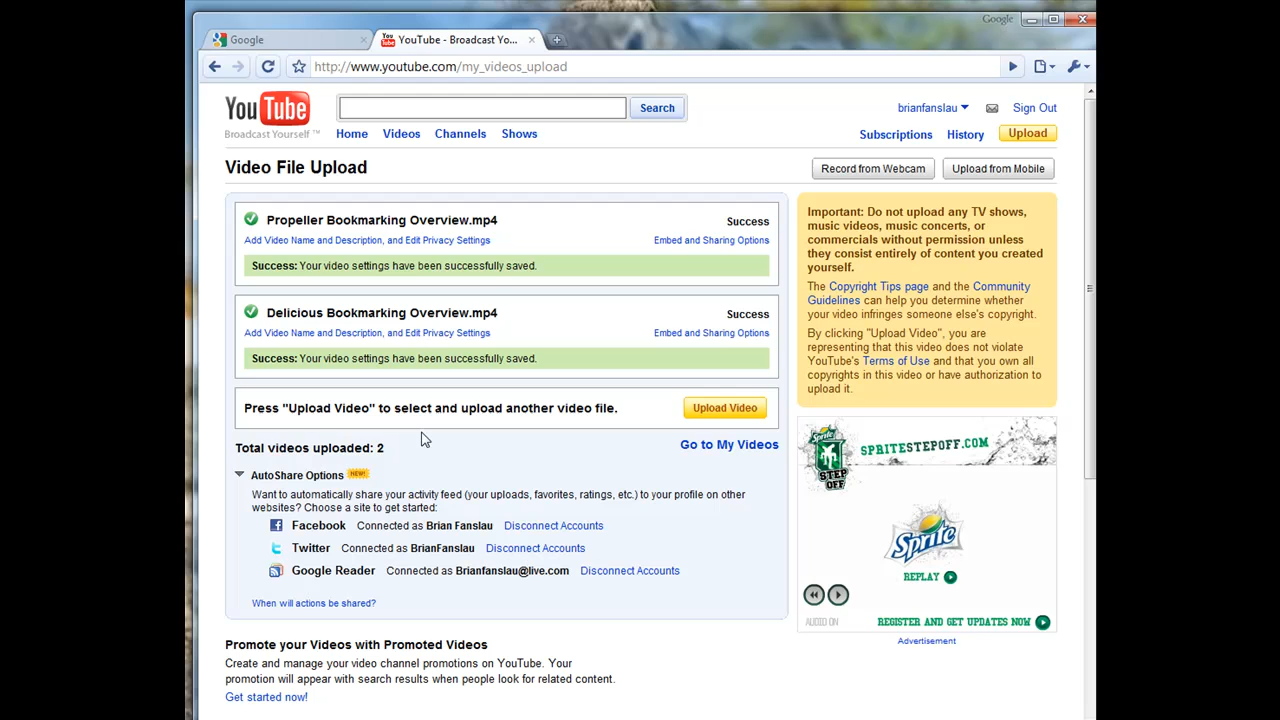 Google
Google
YouTube - Broadcast Yo...
http://www.youtube.com/my_videos_upload
YouTube
Search
brianfanslau
Sign Out
Broadcast Yourself ™
Home
Videos
Channels
Shows
Subscriptions
History
Upload
Video File Upload
Record from Webcam
Upload from Mobile
Propeller Bookmarking Overview.mp4
Success
Add Video Name and Description, and Edit Privacy Settings
Embed and Sharing Options
Success: Your video settings have been successfully saved.
Delicious Bookmarking Overview.mp4
Success
Add Video Name and Description, and Edit Privacy Settings
Embed and Sharing Options
Success: Your video settings have been successfully saved.
Press "Upload Video" to select and upload another video file.
Upload Video
Total videos uploaded: 2
Go to My Videos
AutoShare Options NEW!
Want to automatically share your activity feed (your uploads, favorites, ratings, etc.) to your profile on other
websites? Choose a site to get started:
Facebook Connected as Brian Fanslau Disconnect Accounts
Twitter Connected as BrianFanslau Disconnect Accounts
Google Reader Connected as Brianfanslau@live.com Disconnect Accounts
When will actions be shared?
Important: Do not upload any TV shows,
music videos, music concerts, or
commercials without permission unless
they consist entirely of content you created
yourself.
The Copyright Tips page and the Community
Guidelines can help you determine whether
your video infringes someone else's copyright.
By clicking "Upload Video", you are
representing that this video does not violate
YouTube's Terms of Use and that you own all
copyrights in this video or have authorization to
upload it.
Sprite
STEP
OFF
SPRITESTEPOFF.COM
Sprite
REPLAY
AUDIO ON
REGISTER AND GET UPDATES NOW
Advertisement
Promote your Videos with Promoted Videos
Create and manage your video channel promotions on YouTube. Your
promotion will appear with search results when people look for related content.
Get started now!